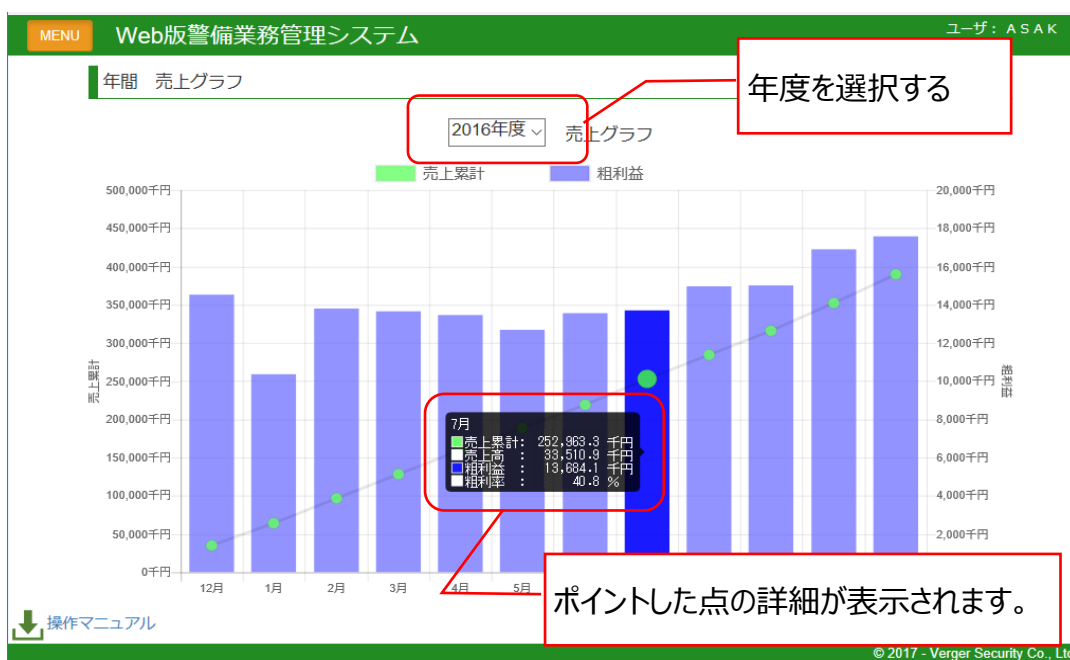 MENU Web版警備業務管理システム ユーザ： ASAK
年間 売上グラフ
年度を選択する
2016年度 売上グラフ
売上累計 粗利益
500,000千円 20,000千円
450,000千円 18,000千円
400,000千円 16,000千円
350,000千円 14,000千円
300,000千円 12,000千円
売上累計 粗利益
250,000千円 10,000千円
200,000千円 8,000千円
150,000千円 6,000千円
100,000千円 4,000千円
50,000千円 2,000千円
0千円
7月
売上累計： 252,963.3 千円
売上高 ： 33,510.9 千円
粗利益 ： 13,684.1 千円
粗利率 ： 40.8 %
12月 1月 2月 3月 4月 5月
ポイントした点の詳細が表示されます。
操作マニュアル
© 2017 - Verger Security Co., Ltd